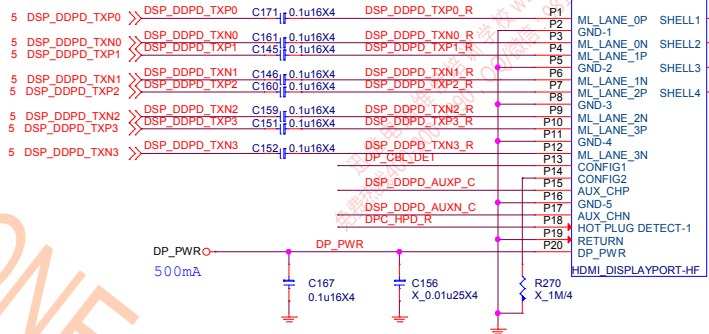 5 DSP_DDPD_TXP0 DSP_DDPD_TXP0 C171 0.1u16X4 DSP_DDPD_TXP0_R P1 ML_LANE_0P SHELL1
P2 GND-1
5 DSP_DDPD_TXN0 DSP_DDPD_TXN0 C161 0.1u16X4 DSP_DDPD_TXN0_R P3 ML_LANE_0N SHELL2
5 DSP_DDPD_TXP1 DSP_DDPD_TXP1 C145 0.1u16X4 DSP_DDPD_TXP1_R P4 ML_LANE_1P
P5 GND-2 SHELL3
5 DSP_DDPD_TXN1 DSP_DDPD_TXN1 C146 0.1u16X4 DSP_DDPD_TXN1_R P6 ML_LANE_1N
5 DSP_DDPD_TXP2 DSP_DDPD_TXP2 C160 0.1u16X4 DSP_DDPD_TXP2_R P7 ML_LANE_2P SHELL4
P8 GND-3
5 DSP_DDPD_TXN2 DSP_DDPD_TXN2 C159 0.1u16X4 DSP_DDPD_TXN2_R P9 ML_LANE_2N
5 DSP_DDPD_TXP3 DSP_DDPD_TXP3 C151 0.1u16X4 DSP_DDPD_TXP3_R P10 ML_LANE_3P
P11 GND-4
5 DSP_DDPD_TXN3 DSP_DDPD_TXN3 C152 0.1u16X4 DSP_DDPD_TXN3_R P12 ML_LANE_3N
DP_CBL_DET P13 CONFIG1
P14 CONFIG2
DSP_DDPD_AUXP_C P15 AUX_CHP
P16 GND-5
DSP_DDPD_AUXN_C P17 AUX_CHN
DPC_HPD_R P18 HOT PLUG DETECT-1
P19 RETURN
DP_PWR DP_PWR P20 DP_PWR
500mA
HDMI_DISPLAYPORT-HF
C167 C156 R270
0.1u16X4 X_0.01u25X4 X_1M/4
ONE